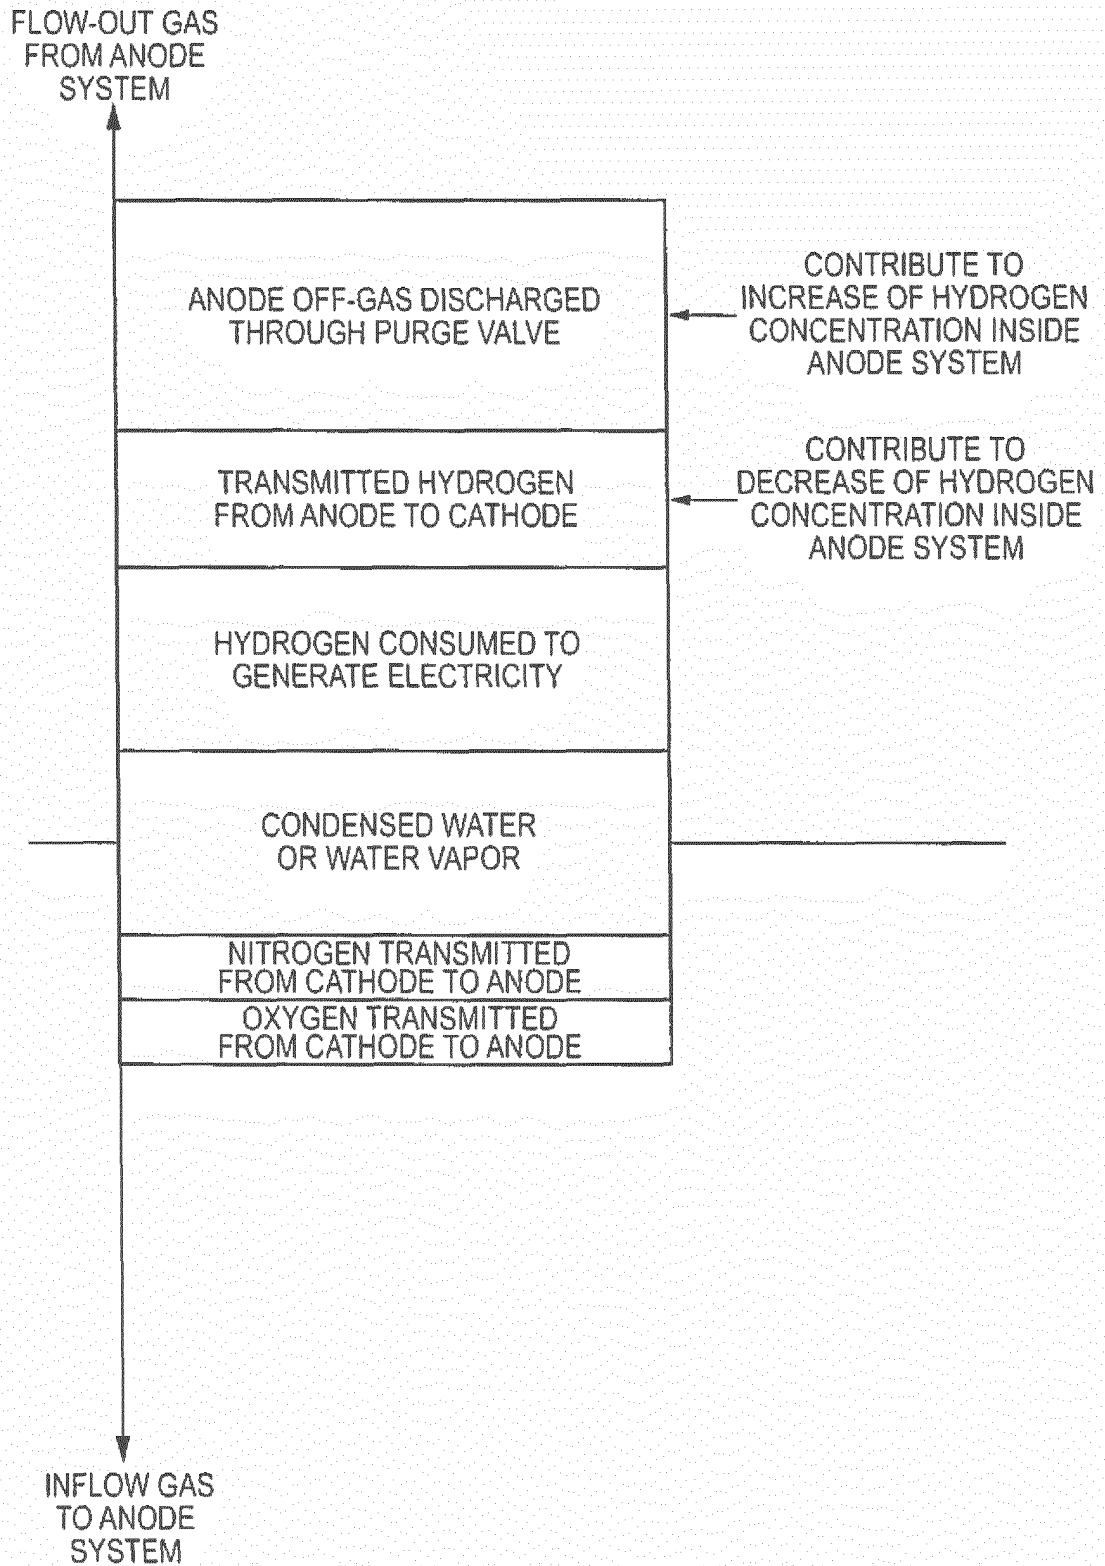 FLOW-OUT GAS
FROM ANODE
SYSTEM
ANODE OFF-GAS DISCHARGED
THROUGH PURGE VALVE
CONTRIBUTE TO
INCREASE OF HYDROGEN
CONCENTRATION INSIDE
ANODE SYSTEM
TRANSMITTED HYDROGEN
FROM ANODE TO CATHODE
CONTRIBUTE TO
DECREASE OF HYDROGEN
CONCENTRATION INSIDE
ANODE SYSTEM
HYDROGEN CONSUMED TO
GENERATE ELECTRICITY
CONDENSED WATER
OR WATER VAPOR
NITROGEN TRANSMITTED
FROM CATHODE TO ANODE
OXYGEN TRANSMITTED
FROM CATHODE TO ANODE
INFLOW GAS
TO ANODE
SYSTEM